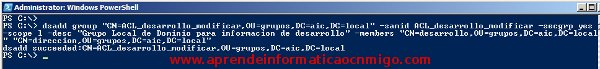 Administrator: Windows PowerShell
PS C:\> dsadd group "CN=ACL_desarrollo_modificar,OU=grupos,DC=aic,DC=local" -samid ACL_desarrollo_modificar -secgrp yes -
-scope l -desc "Grupo Local de Dominio para informacion de desarrollo" -members "CN=desarrollo,OU=grupos,DC=aic,DC=local
" "CN=direccion,OU=grupos,DC=aic,DC=local"
dsadd succeeded:CN=ACL_desarrollo_modificar,OU=grupos,DC=aic,DC=local
PS C:\> _
www.aprendeinformaticaconmigo.com